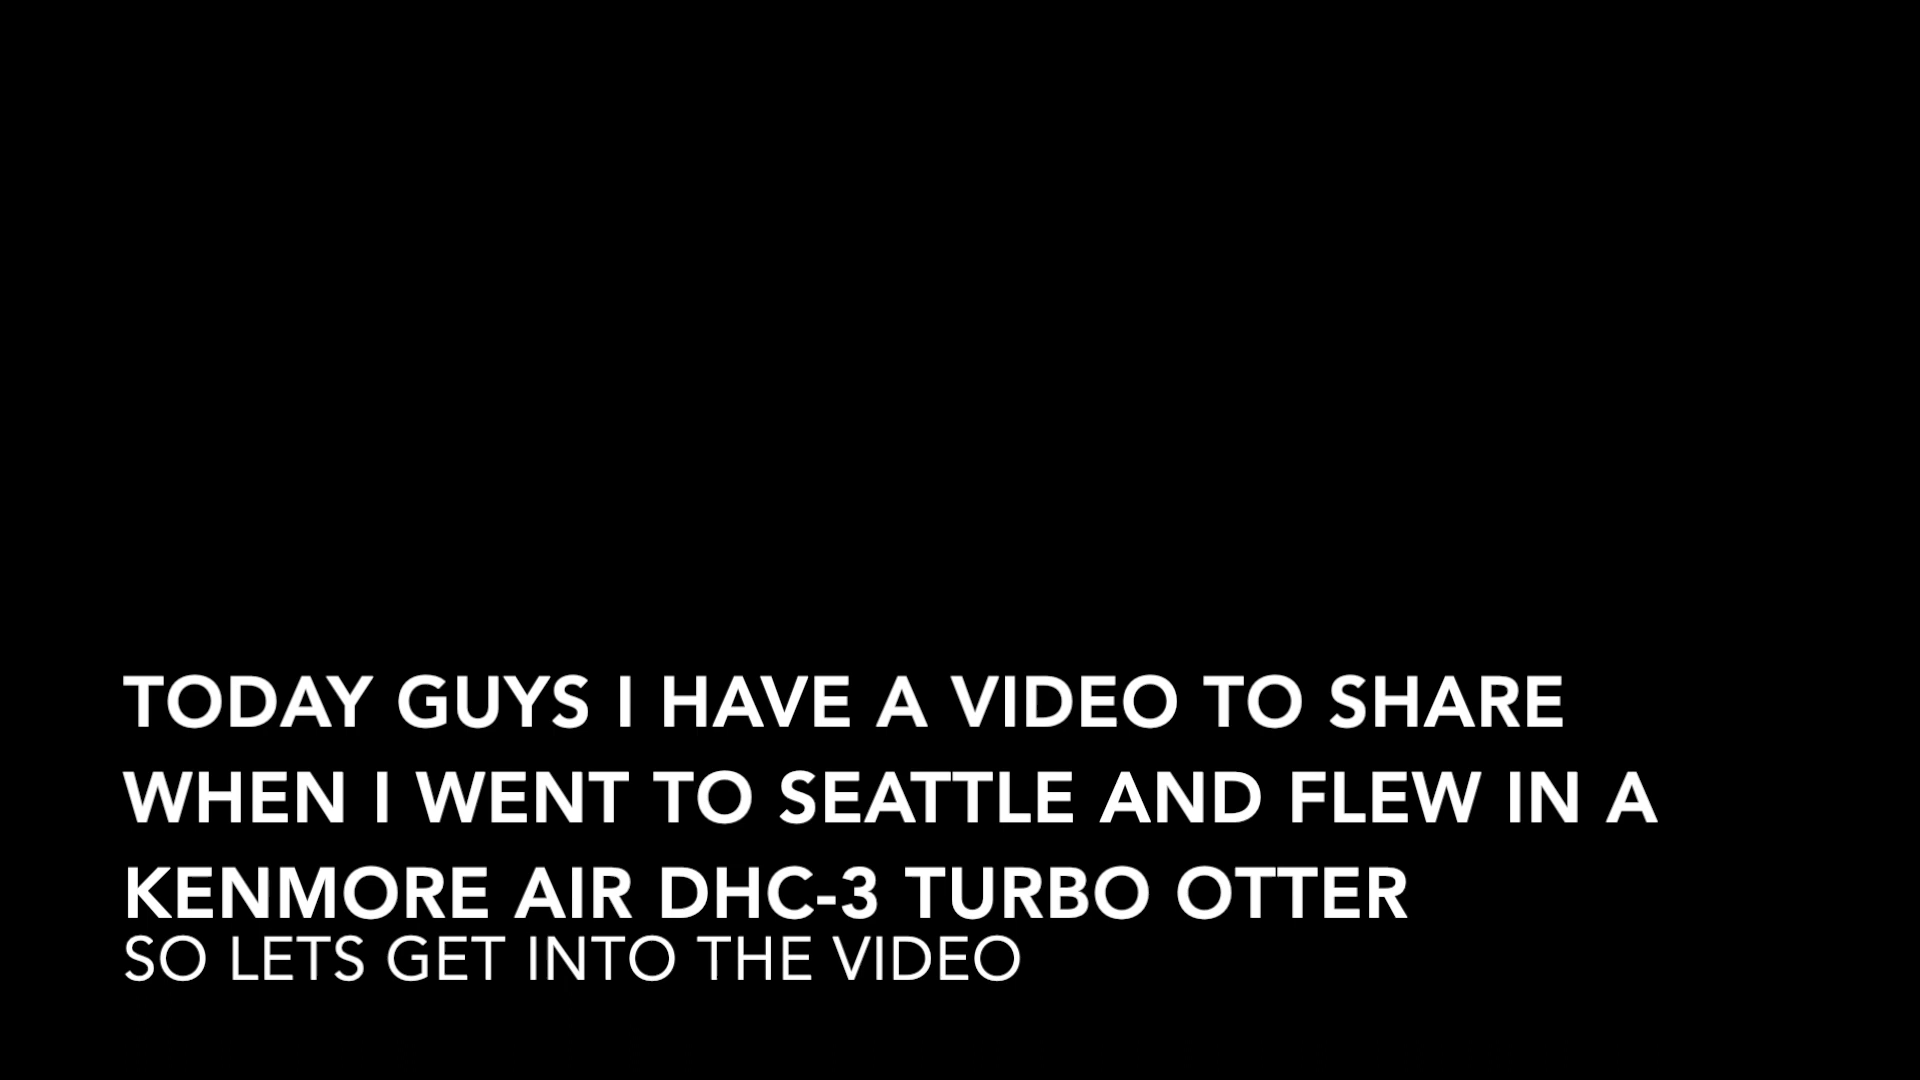 TODAY GUYS I HAVE A VIDEO TO SHARE
WHEN I WENT TO SEATTLE AND FLEW IN A
KENMORE AIR DHC-3 TURBO OTTER
SO LETS GET INTO THE VIDEO